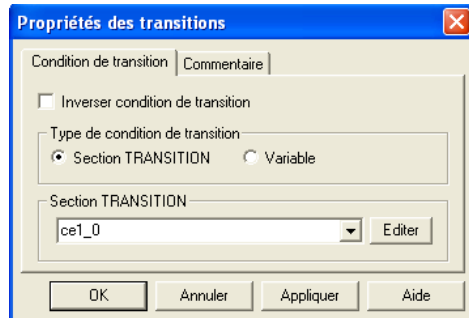 Propriétés des transitions
Condition de transition
Commentaire
Inverser condition de transition
Type de condition de transition
Section TRANSITION
Variable
Section TRANSITION
ce1_0
Editer
OK
Annuler
Appliquer
Aide